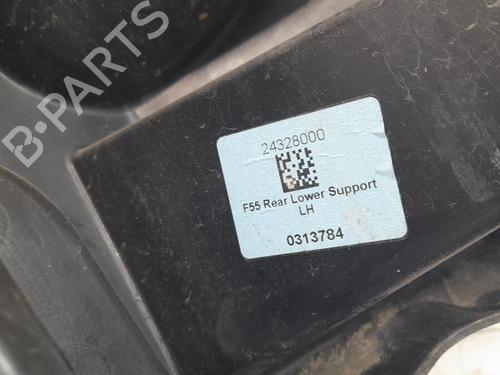 B-PARTS
24328000
F55 Rear Lower Support
LH
0313784